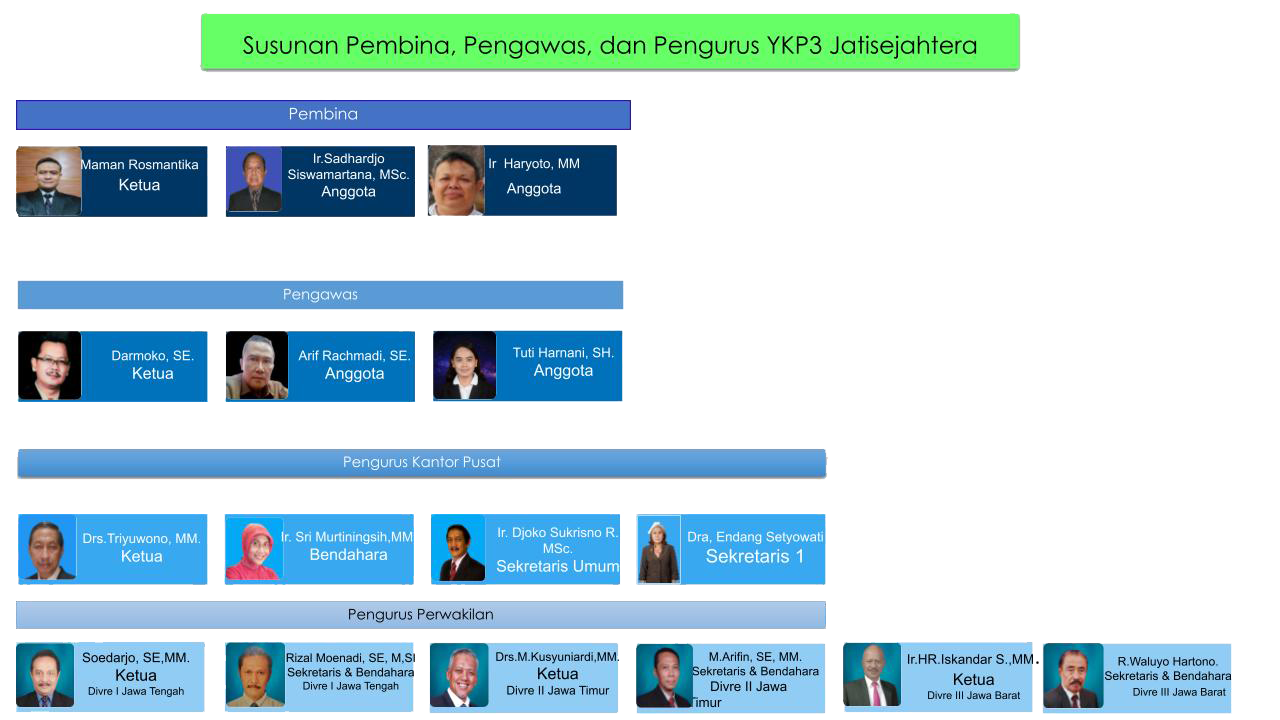 Susunan Pembina, Pengawas, dan Pengurus YKP3 Jatisejahtera
Pembina
Maman Rosmantika
Ketua
Ir.Sadhardjo
Siswamartana, MSc.
Anggota
Ir Haryoto, MM
Anggota
Pengawas
Darmoko, SE.
Ketua
Arif Rachmadi, SE.
Anggota
Tuti Harnani, SH.
Anggota
Pengurus Kantor Pusat
Drs.Triyuwono, MM.
Ketua
Ir. Sri Murtiningsih,MM
Bendahara
Ir. Djoko Sukrisno R.
MSc.
Sekretaris Umum
Dra, Endang Setyowati
Sekretaris 1
Pengurus Perwakilan
Soedarjo, SE,MM.
Ketua
Divre I Jawa Tengah
Rizal Moenadi, SE, M,SI
Sekretaris & Bendahara
Divre I Jawa Tengah
Drs.M.Kusyuniardi,MM.
Ketua
Divre II Jawa Timur
M.Arifin, SE, MM.
Sekretaris & Bendahara
Divre II Jawa
Timur
Ir.HR.Iskandar S.,MM.
Ketua
Divre III Jawa Barat
R.Waluyo Hartono.
Sekretaris & Bendahara
Divre III Jawa Barat